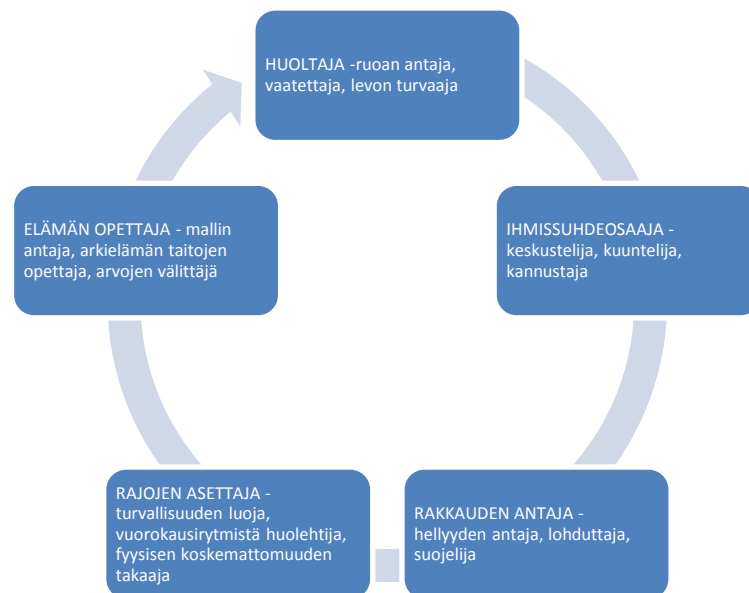 HUOLTAJA -ruoan antaja,
vaatettaja, levon turvaaja
IHMISSUHDEOSAAJA -
keskustelija, kuuntelija,
kannustaja
RAKKAUDEN ANTAJA -
hellyyden antaja, lohduttaja,
suojelija
RAJOJEN ASETTAJA -
turvallisuuden luoja,
vuorokausirytmistä huolehtija,
fyysisen koskemattomuuden
takaaja
ELÄMÄN OPETTAJA - mallin
antaja, arkielämän taitojen
opettaja, arvojen välittäjä